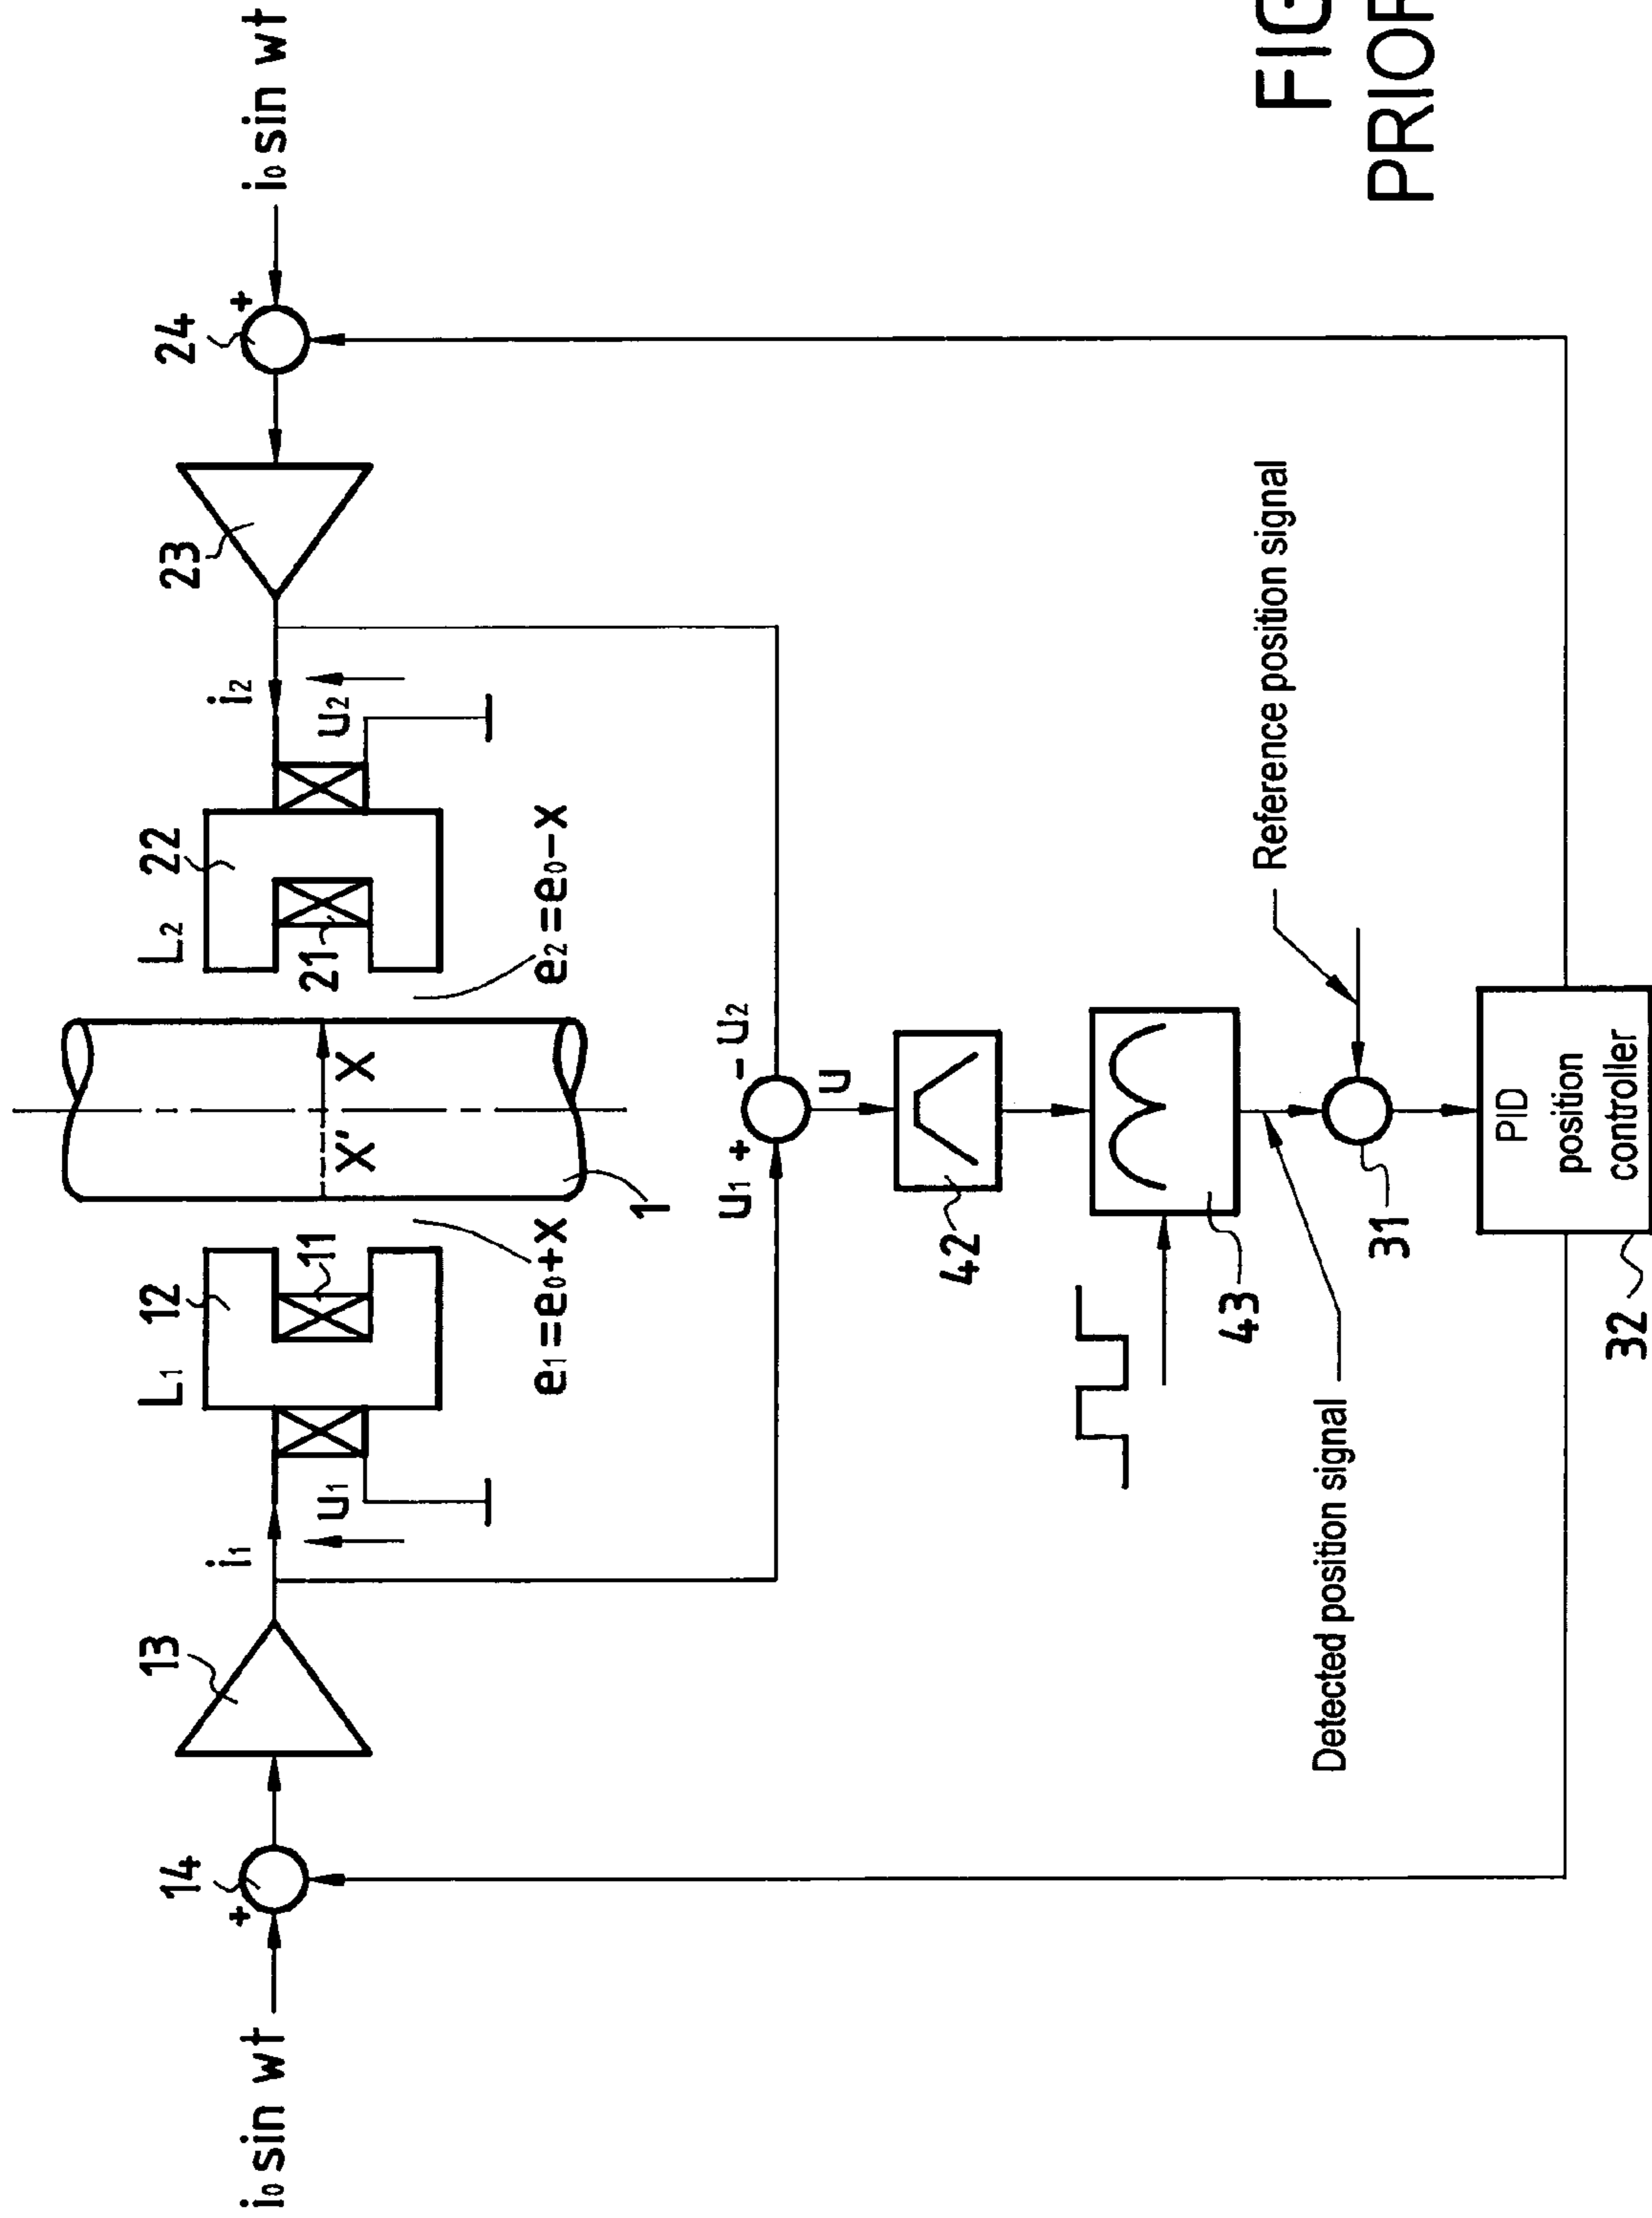 i₀ sin wt
14
+
13
i₁
u₁
L₁
12
11
e₁=e₀+x
1
X' X
L₂
22
21
e₂=e₀-x
i₂
u₂
23
24
+
i₀ sin wt
u₁ + - u₂
u
42
43
Detected position signal
Reference position signal
31
32
PID
position
controller
FIG
PRIOR